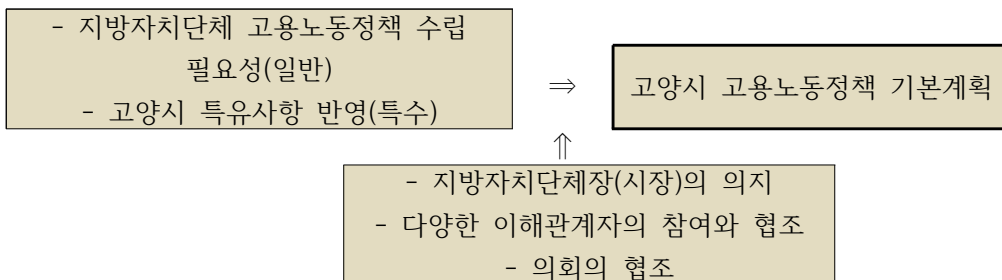 - 지방자치단체 고용노동정책 수립
필요성(일반)
- 고양시 특유사항 반영(특수)
⇒
고양시 고용노동정책 기본계획
⇑
- 지방자치단체장(시장)의 의지
- 다양한 이해관계자의 참여와 협조
- 의회의 협조